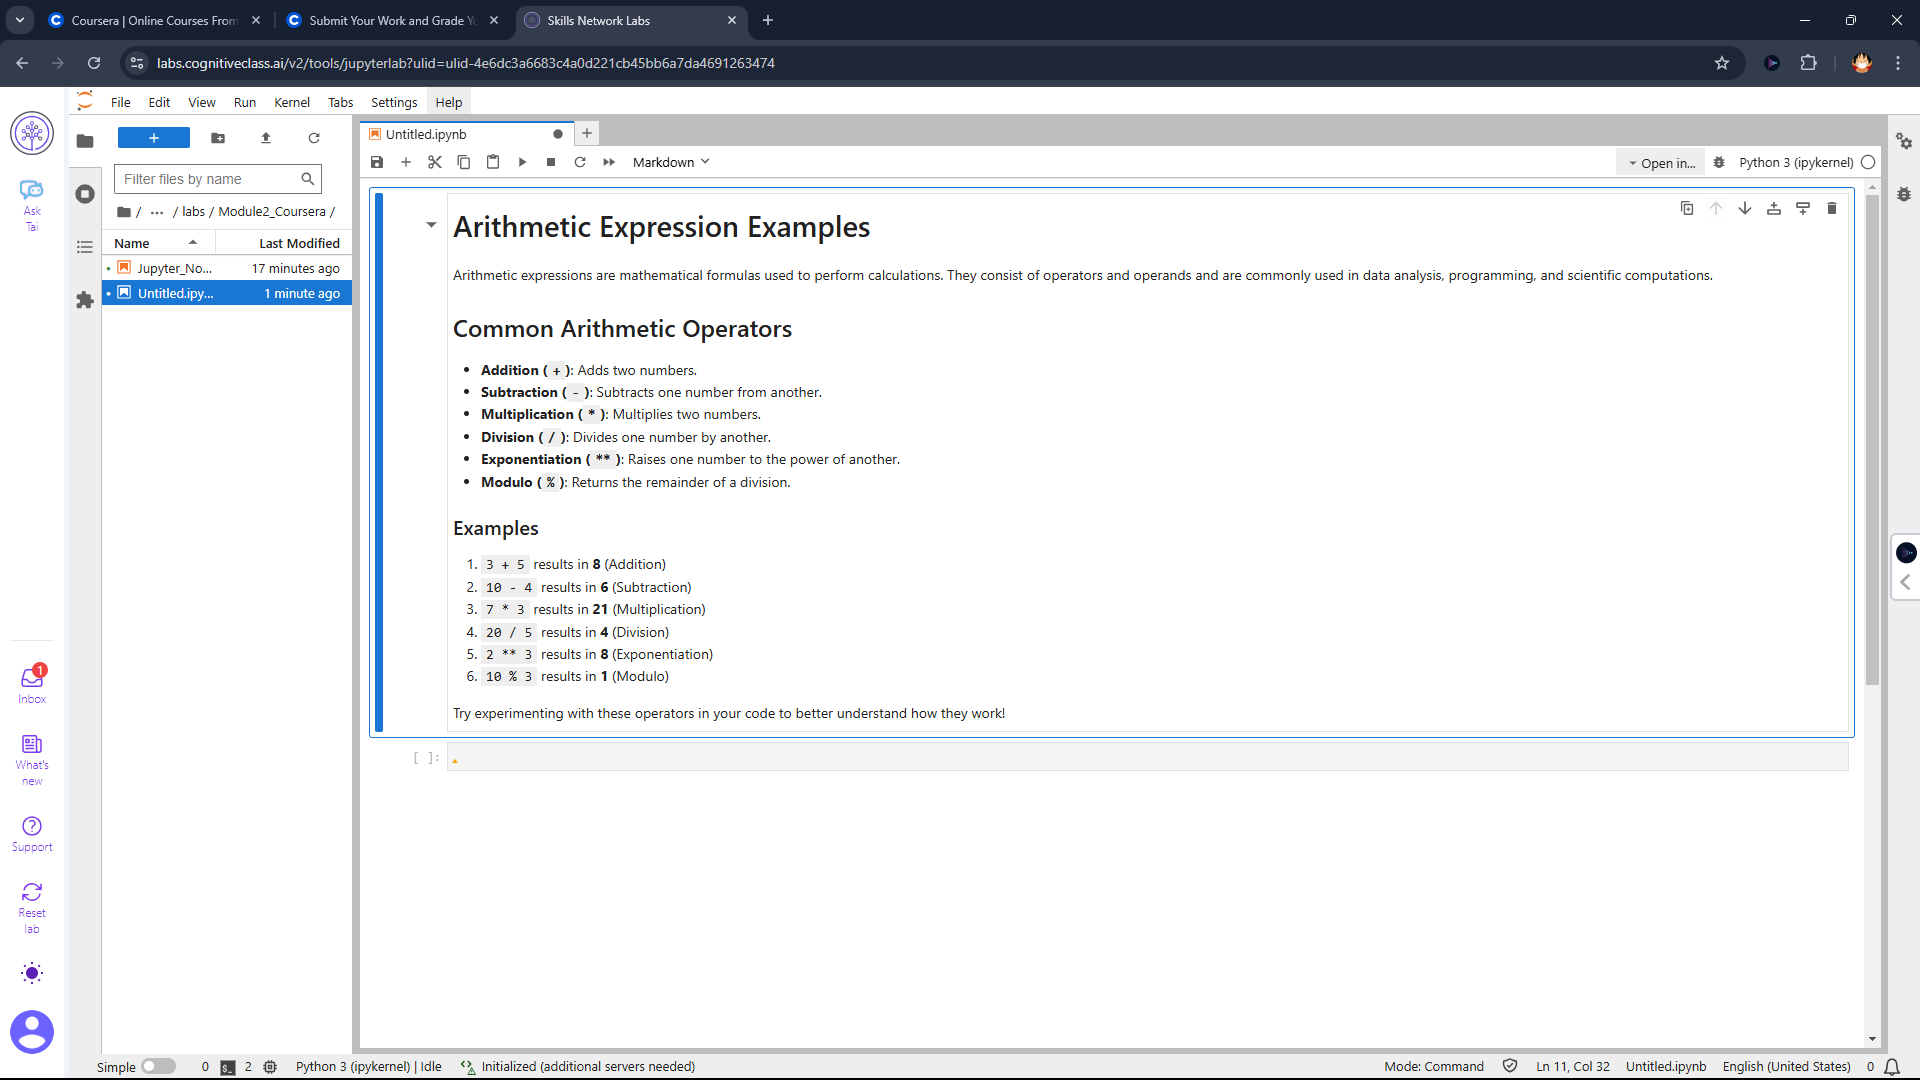 Coursera | Online Courses From
Submit Your Work and Grade Yo
Skills Network Labs
labs.cognitiveclass.ai/v2/tools/jupyterlab?ulid=ulid-4e6dc3a6683c4a0d221cb45bb6a7da4691263474
File Edit View Run Kernel Tabs Settings Help
Ask
Tai
Inbox
1
What's
new
Support
Reset
lab
+
Filter files by name
/ ... / labs / Module2_Coursera /
Name Last Modified
Jupyter_No... 17 minutes ago
Untitled.ipy... 1 minute ago
Untitled.ipynb
Markdown
Open in...
Python 3 (ipykernel)
Arithmetic Expression Examples
Arithmetic expressions are mathematical formulas used to perform calculations. They consist of operators and operands and are commonly used in data analysis, programming, and scientific computations.
Common Arithmetic Operators
• Addition ( + ): Adds two numbers.
• Subtraction ( - ): Subtracts one number from another.
• Multiplication ( * ): Multiplies two numbers.
• Division ( / ): Divides one number by another.
• Exponentiation ( ** ): Raises one number to the power of another.
• Modulo ( % ): Returns the remainder of a division.
Examples
1. 3 + 5 results in 8 (Addition)
2. 10 - 4 results in 6 (Subtraction)
3. 7 * 3 results in 21 (Multiplication)
4. 20 / 5 results in 4 (Division)
5. 2 ** 3 results in 8 (Exponentiation)
6. 10 % 3 results in 1 (Modulo)
Try experimenting with these operators in your code to better understand how they work!
[ ]:
Simple 0 $_ 2 Python 3 (ipykernel) | Idle Initialized (additional servers needed) Mode: Command Ln 11, Col 32 Untitled.ipynb English (United States) 0